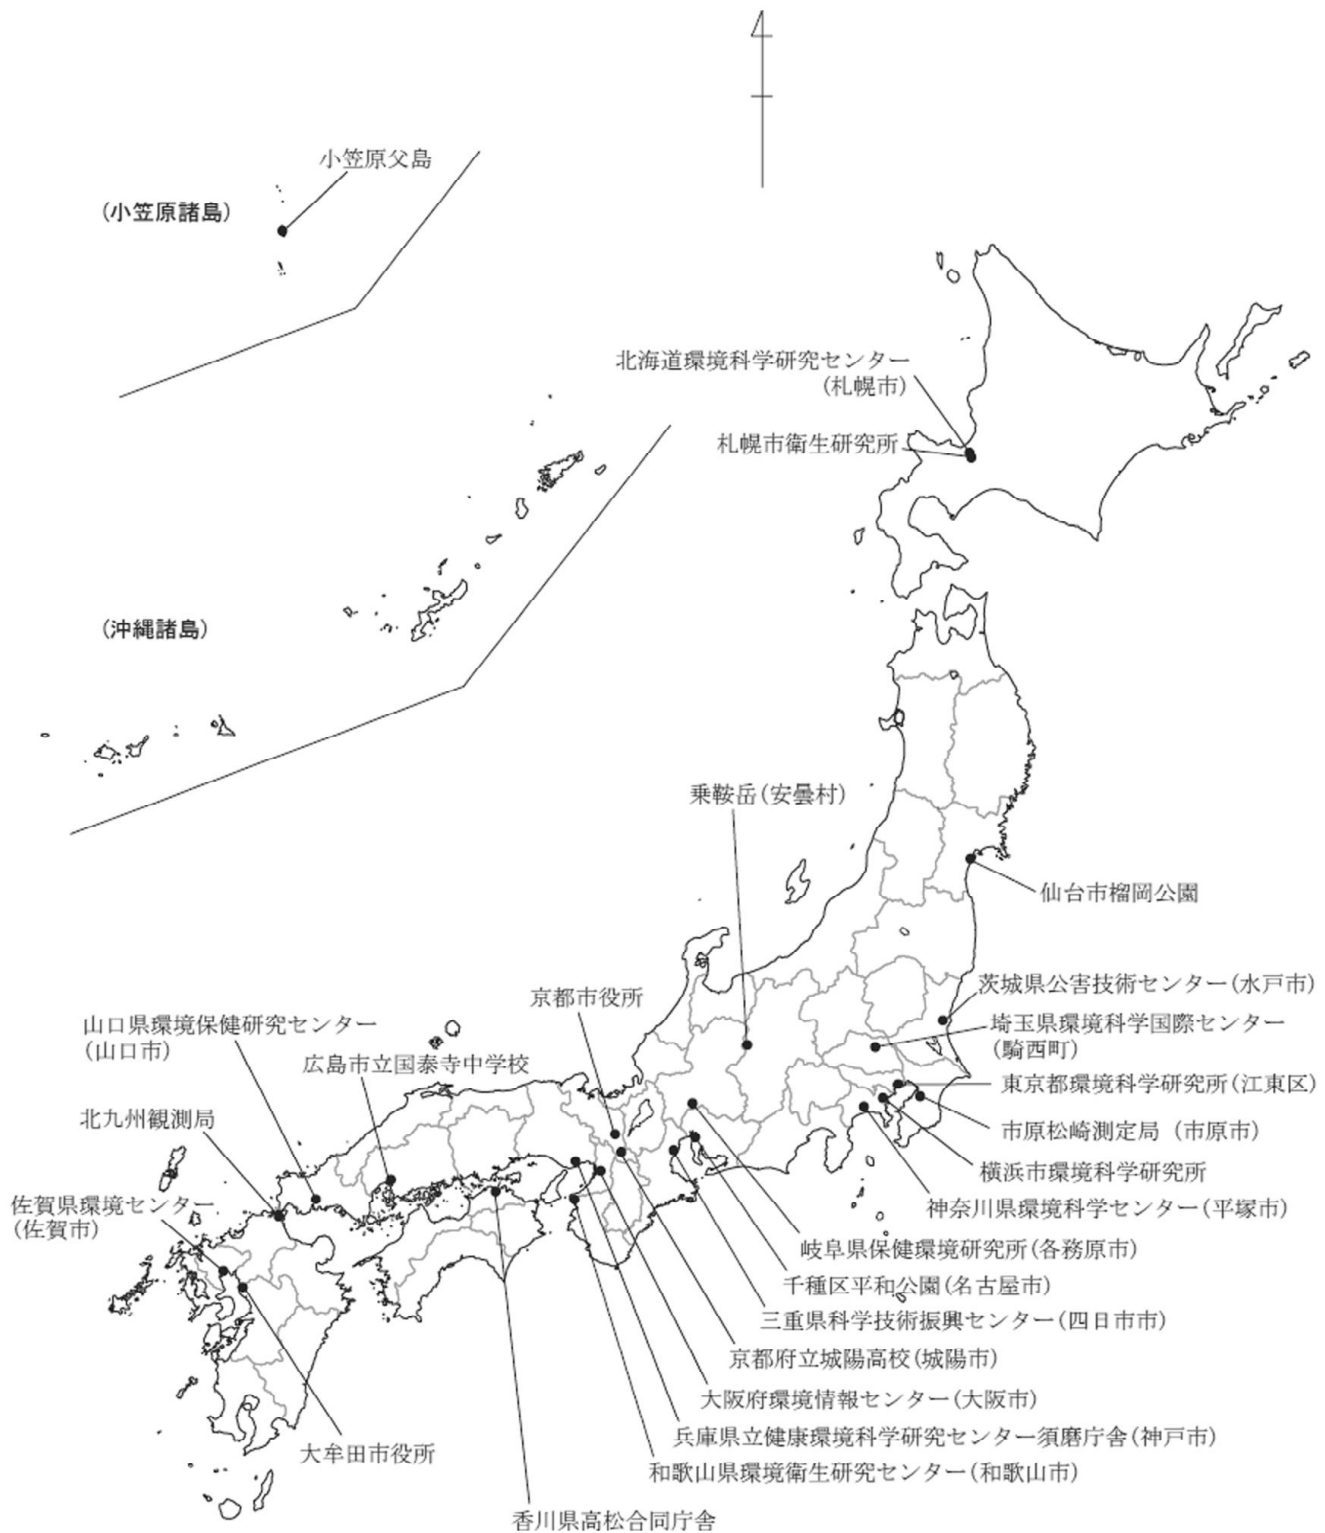 小笠原父島
(小笠原諸島)
北海道環境科学研究センター
(札幌市)
札幌市衛生研究所
(沖縄諸島)
乗鞍岳(安曇村)
仙台市榴岡公園
京都市役所
茨城県公害技術センター(水戸市)
山口県環境保健研究センター
(山口市)
埼玉県環境科学国際センター
(騎西町)
広島市立国泰寺中学校
東京都環境科学研究所(江東区)
北九州観測局
市原松崎測定局 (市原市)
横浜市環境科学研究所
佐賀県環境センター
(佐賀市)
神奈川県環境科学センター(平塚市)
岐阜県保健環境研究所(各務原市)
千種区平和公園(名古屋市)
三重県科学技術振興センター(四日市市)
京都府立城陽高校(城陽市)
大阪府環境情報センター(大阪市)
兵庫県立健康環境科学研究センター須磨庁舎(神戸市)
大牟田市役所
和歌山県環境衛生研究センター(和歌山市)
香川県高松合同庁舎